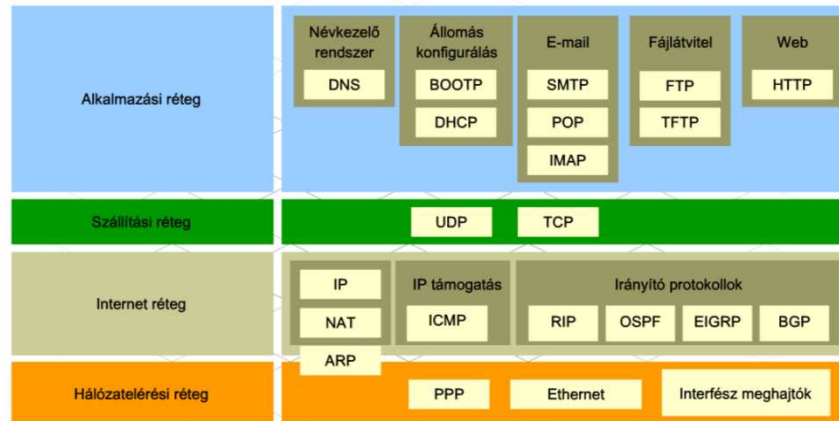 Alkalmazási réteg
Névkezelő
rendszer
DNS
Állomás
konfigurálás
BOOTP
DHCP
E-mail
SMTP
POP
IMAP
Fájlátvitel
FTP
TFTP
Web
HTTP
Szállítási réteg
UDP
TCP
Internet réteg
IP
NAT
ARP
IP támogatás
ICMP
Irányító protokollok
RIP
OSPF
EIGRP
BGP
Hálózatelérési réteg
PPP
Ethernet
Interfész meghajtók